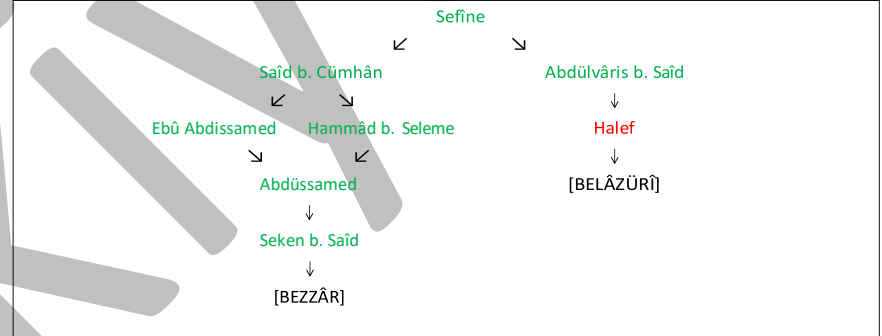 Sefîne
Saîd b. Cümhân Abdülvâris b. Saîd
Ebû Abdissamed Hammâd b. Seleme Halef
Abdüssamed [BELÂZÜRÎ]
Seken b. Saîd
[BEZZÂR]